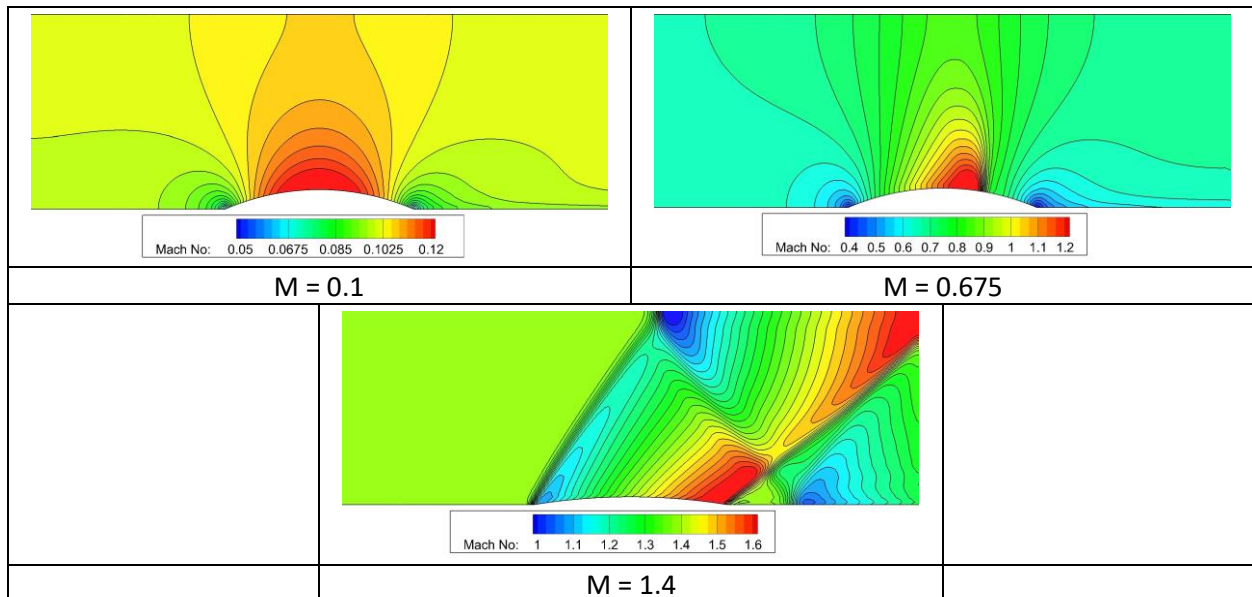 Mach No: 0.05 0.0675 0.085 0.1025 0.12
Mach No: 0.4 0.5 0.6 0.7 0.8 0.9 1 1.1 1.2
M = 0.1
M = 0.675
Mach No: 1 1.1 1.2 1.3 1.4 1.5 1.6
M = 1.4